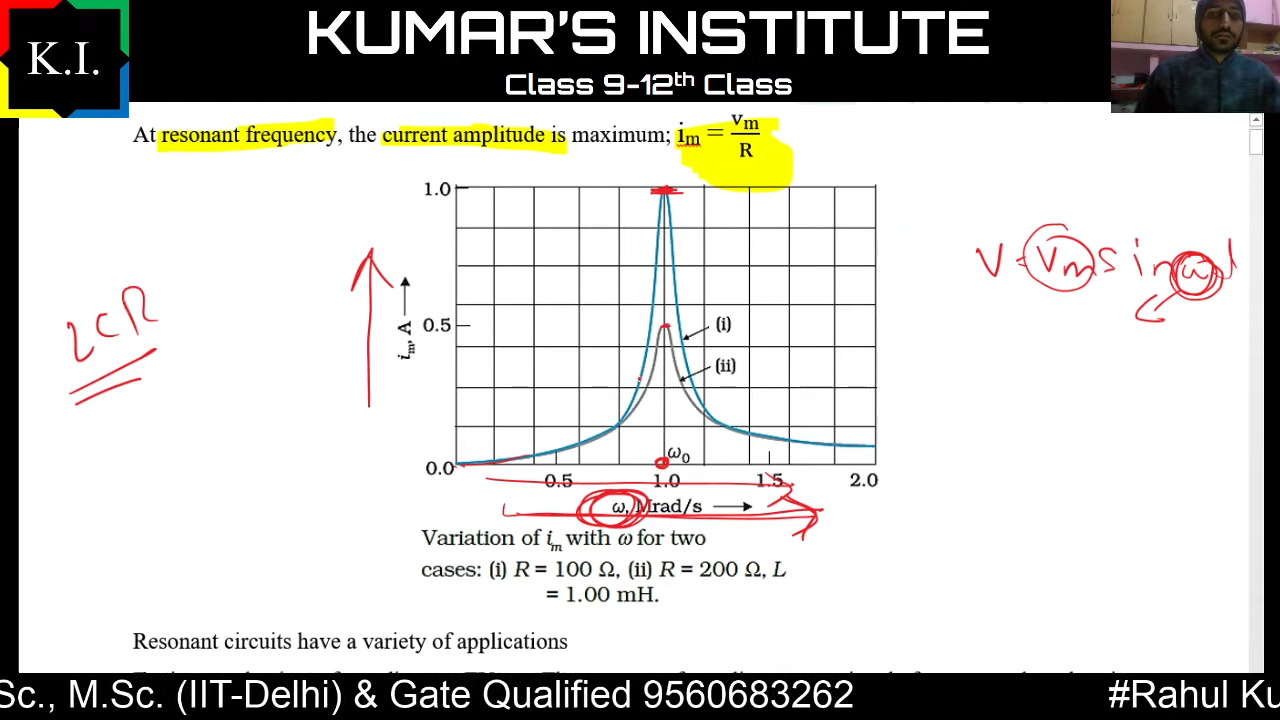 KUMAR'S INSTITUTE
K.I.
Class 9-12th Class
At resonant frequency, the current amplitude is maximum; im = vm/R
1.0
V = Vm sin ωt
LCR
im, A
0.5
(i)
(ii)
ω0
0.0
0.5 1.0 1.5 2.0
ω, Mrad/s
Variation of im with ω for two
cases: (i) R = 100 Ω, (ii) R = 200 Ω, L
= 1.00 mH.
Resonant circuits have a variety of applications
Sc., M.Sc. (IIT-Delhi) & Gate Qualified 9560683262 #Rahul Ku